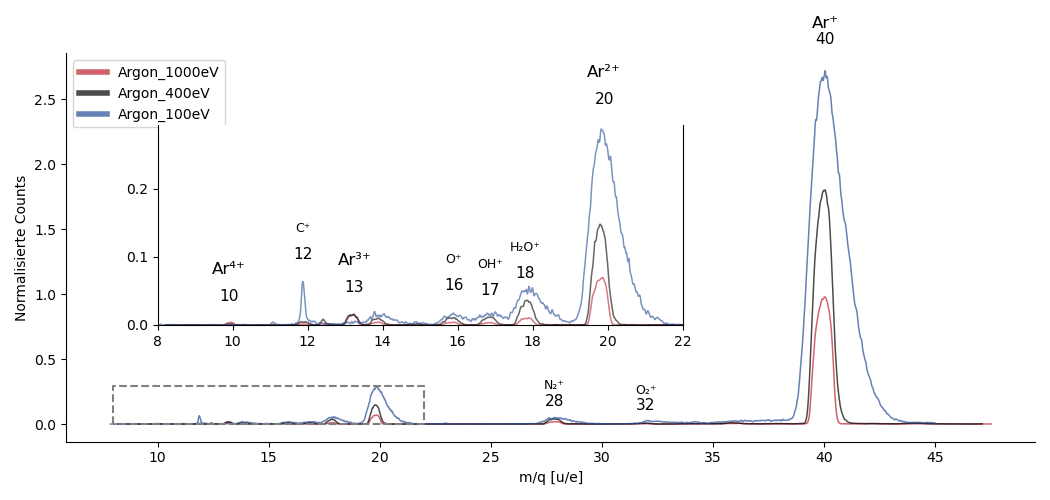 Ar⁺
40
Argon_1000eV
Argon_400eV
Argon_100eV
Ar²⁺
20
C⁺
12
Ar⁴⁺
10
Ar³⁺
13
O⁺
16
OH⁺
17
H₂O⁺
18
0.2
0.1
0.0
8 10 12 14 16 18 20 22
N₂⁺
28
O₂⁺
32
2.5
2.0
1.5
1.0
0.5
0.0
Normalisierte Counts
10 15 20 25 30 35 40 45
m/q [u/e]